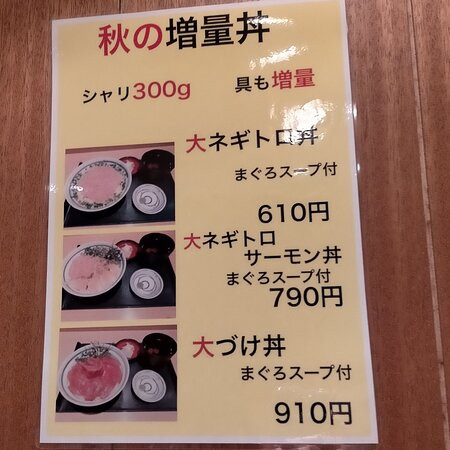 秋の増量丼
シャリ300g 具も増量
大ネギトロ丼
まぐろスープ付
610円
大ネギトロ
サーモン丼
まぐろスープ付
790円
大づけ丼
まぐろスープ付
910円